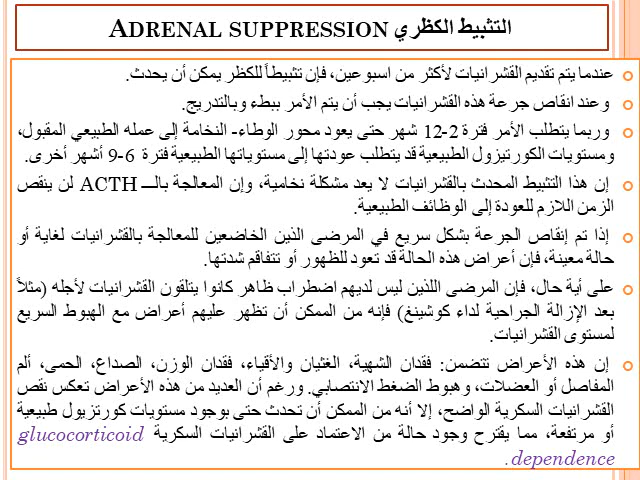 التثبيط الكظري ADRENAL SUPPRESSION
عندما يتم تقديم القشرانيات لأكثر من اسبوعين، فإن تثبيطاً للكظر يمكن أن يحدث.
وعند انقاص جرعة هذه القشرانيات يجب أن يتم الأمر ببطء وبالتدريج.
وربما يتطلب الأمر فترة 2-12 شهر حتى يعود محور الوطاء- النخامة إلى عمله الطبيعي المقبول،
ومستويات الكورتيزول الطبيعية قد يتطلب عودتها إلى مستوياتها الطبيعية فترة 6-9 أشهر أخرى.
إن هذا التثبيط المحدث بالقشرانيات لا يعد مشكلة نخامية، وإن المعالجة بالـــ ACTH لن ينقص
الزمن اللازم للعودة إلى الوظائف الطبيعية.
إذا تم إنقاص الجرعة بشكل سريع في المرضى الذين الخاضعين للمعالجة بالقشرانيات لغاية أو
حالة معينة، فإن أعراض هذه الحالة قد تعود للظهور أو تتفاقم شدتها.
على أية حال، فإن المرضى اللذين ليس لديهم اضطراب ظاهر كانوا يتلقون القشرانيات لأجله (مثلاً
بعد الإزالة الجراحية لداء كوشينغ) فإنه من الممكن أن تظهر عليهم أعراض مع الهبوط السريع
لمستوى القشرانيات.
إن هذه الأعراض تتضمن: فقدان الشهية، الغثيان والأقياء، فقدان الوزن، الصداع، الحمى، ألم
المفاصل أو العضلات، وهبوط الضغط الانتصابي. ورغم أن العديد من هذه الأعراض تعكس نقص
القشرانيات السكرية الواضح، إلا أنه من الممكن أن تحدث حتى بوجود مستويات كورتزيول طبيعية
أو مرتفعة، مما يقترح وجود حالة من الاعتماد على القشرانيات السكرية glucocorticoid
dependence.